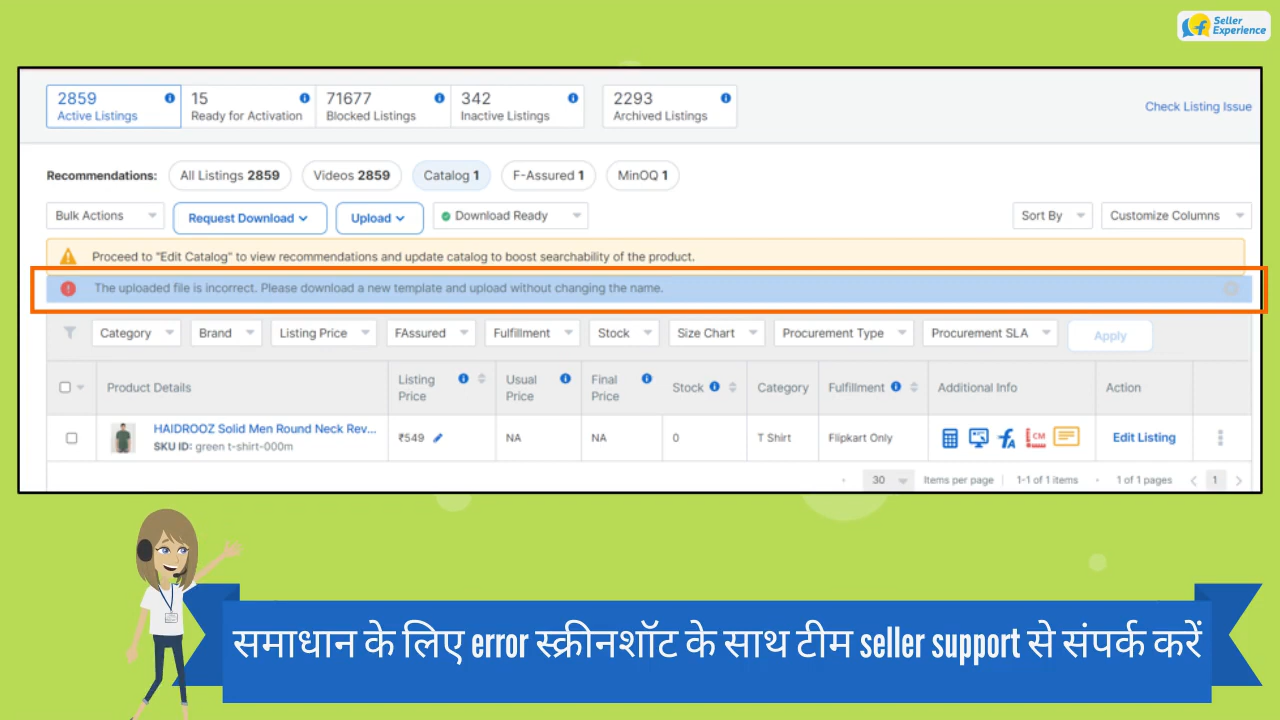 Seller
Experience
2859
Active Listings
15
Ready for Activation
71677
Blocked Listings
342
Inactive Listings
2293
Archived Listings
Check Listing Issue
Recommendations: All Listings 2859 Videos 2859 Catalog 1 F-Assured 1 MinOQ 1
Bulk Actions Request Download Upload Download Ready Sort By Customize Columns
Proceed to "Edit Catalog" to view recommendations and update catalog to boost searchability of the product.
The uploaded file is incorrect. Please download a new template and upload without changing the name.
Category Brand Listing Price FAssured Fulfillment Stock Size Chart Procurement Type Procurement SLA Apply
Product Details
Listing
Price
Usual
Price
Final
Price
Stock
Category
Fulfillment
Additional Info
Action
HAIDROOZ Solid Men Round Neck Rev...
SKU ID: green t-shirt-000m
₹549
NA
NA
0
T Shirt
Flipkart Only
CM
Edit Listing
30 Items per page 1-1 of 1 items 1 of 1 pages 1
समाधान के लिए error स्क्रीनशॉट के साथ टीम seller support से संपर्क करें